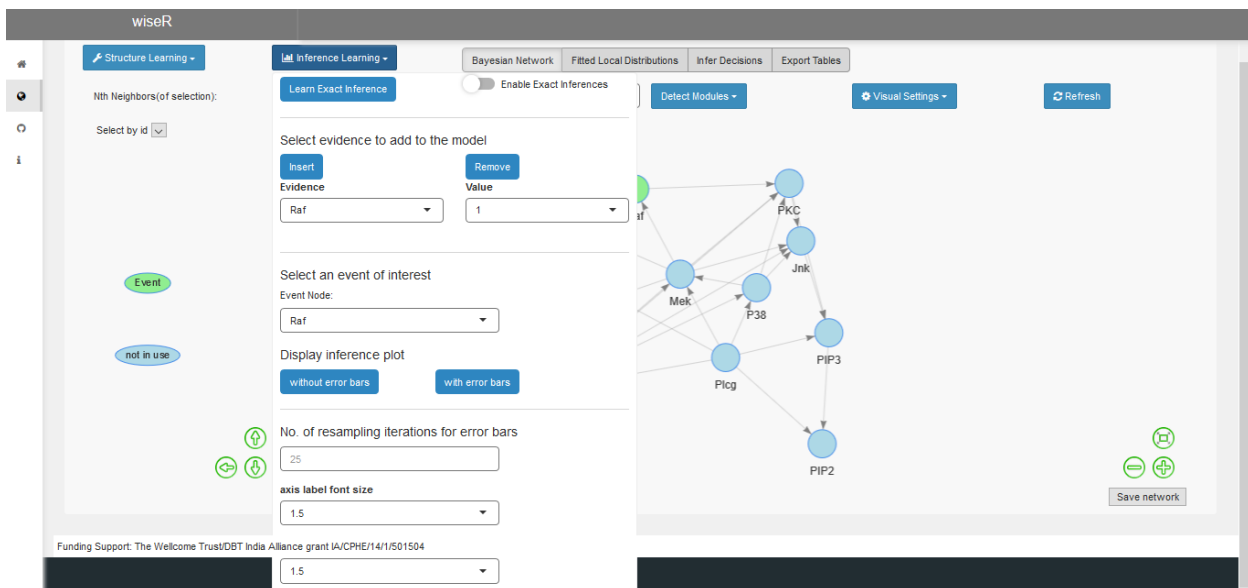 wiseR
Structure Learning
Inference Learning
Bayesian Network
Fitted Local Distributions
Infer Decisions
Export Tables
Learn Exact Inference
Enable Exact Inferences
Nth Neighbors(of selection):
Detect Modules
Visual Settings
Refresh
Select by id
i
Select evidence to add to the model
Insert
Remove
Evidence
Value
Raf
1
PKC
Jnk
Select an event of interest
Event
Event Node:
Mek
P38
Raf
not in use
Display inference plot
PIP3
without error bars
with error bars
Plcg
No. of resampling iterations for error bars
25
PIP2
axis label font size
Save network
1.5
Funding Support: The Wellcome Trust/DBT India Alliance grant IA/CPHE/14/1/501504
1.5